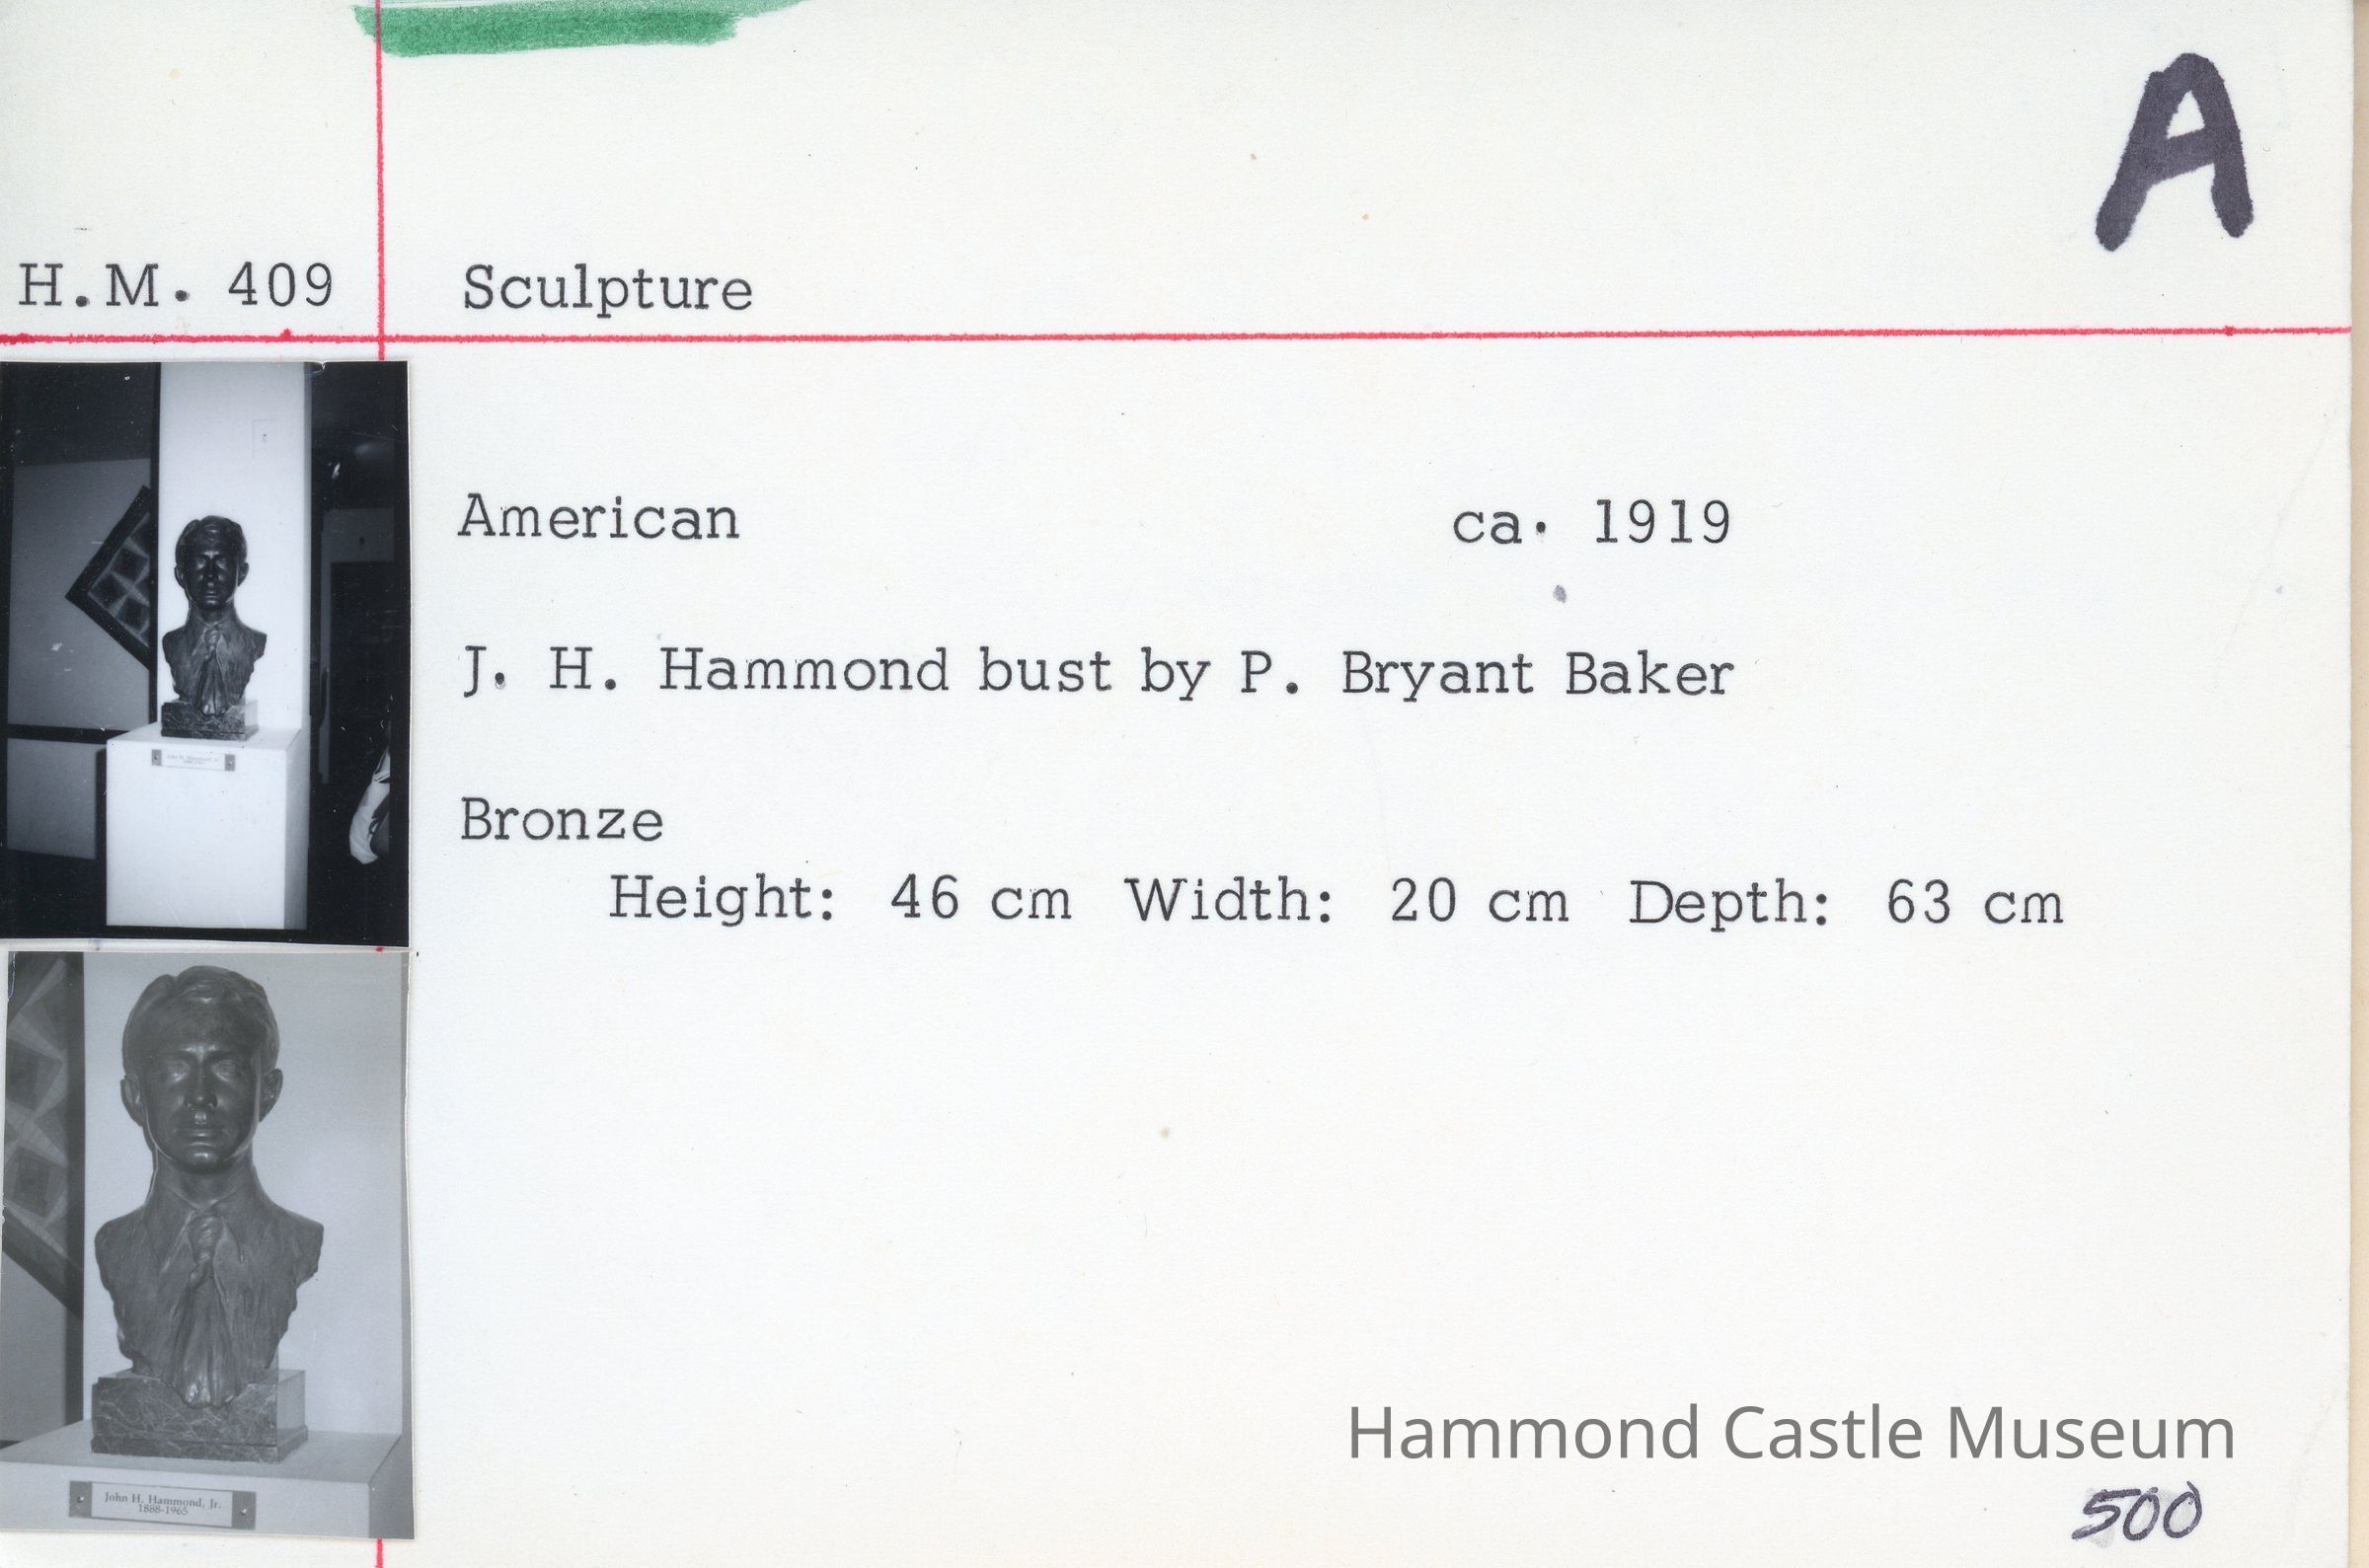 A
H.M. 409 Sculpture
American ca. 1919
J. H. Hammond bust by P. Bryant Baker
Bronze
Height: 46 cm Width: 20 cm Depth: 63 cm
John H. Hammond, Jr.
1888-1965
Hammond Castle Museum
500